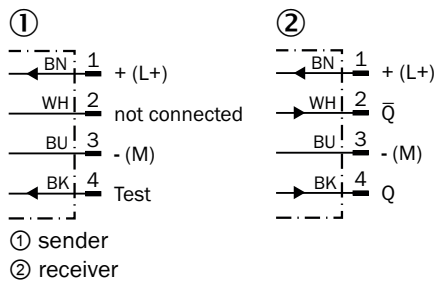 ① ②
BN 1 + (L+)
WH 2 not connected
BU 3 - (M)
BK 4 Test
BN 1 + (L+)
WH 2 Q̅
BU 3 - (M)
BK 4 Q
① sender
② receiver